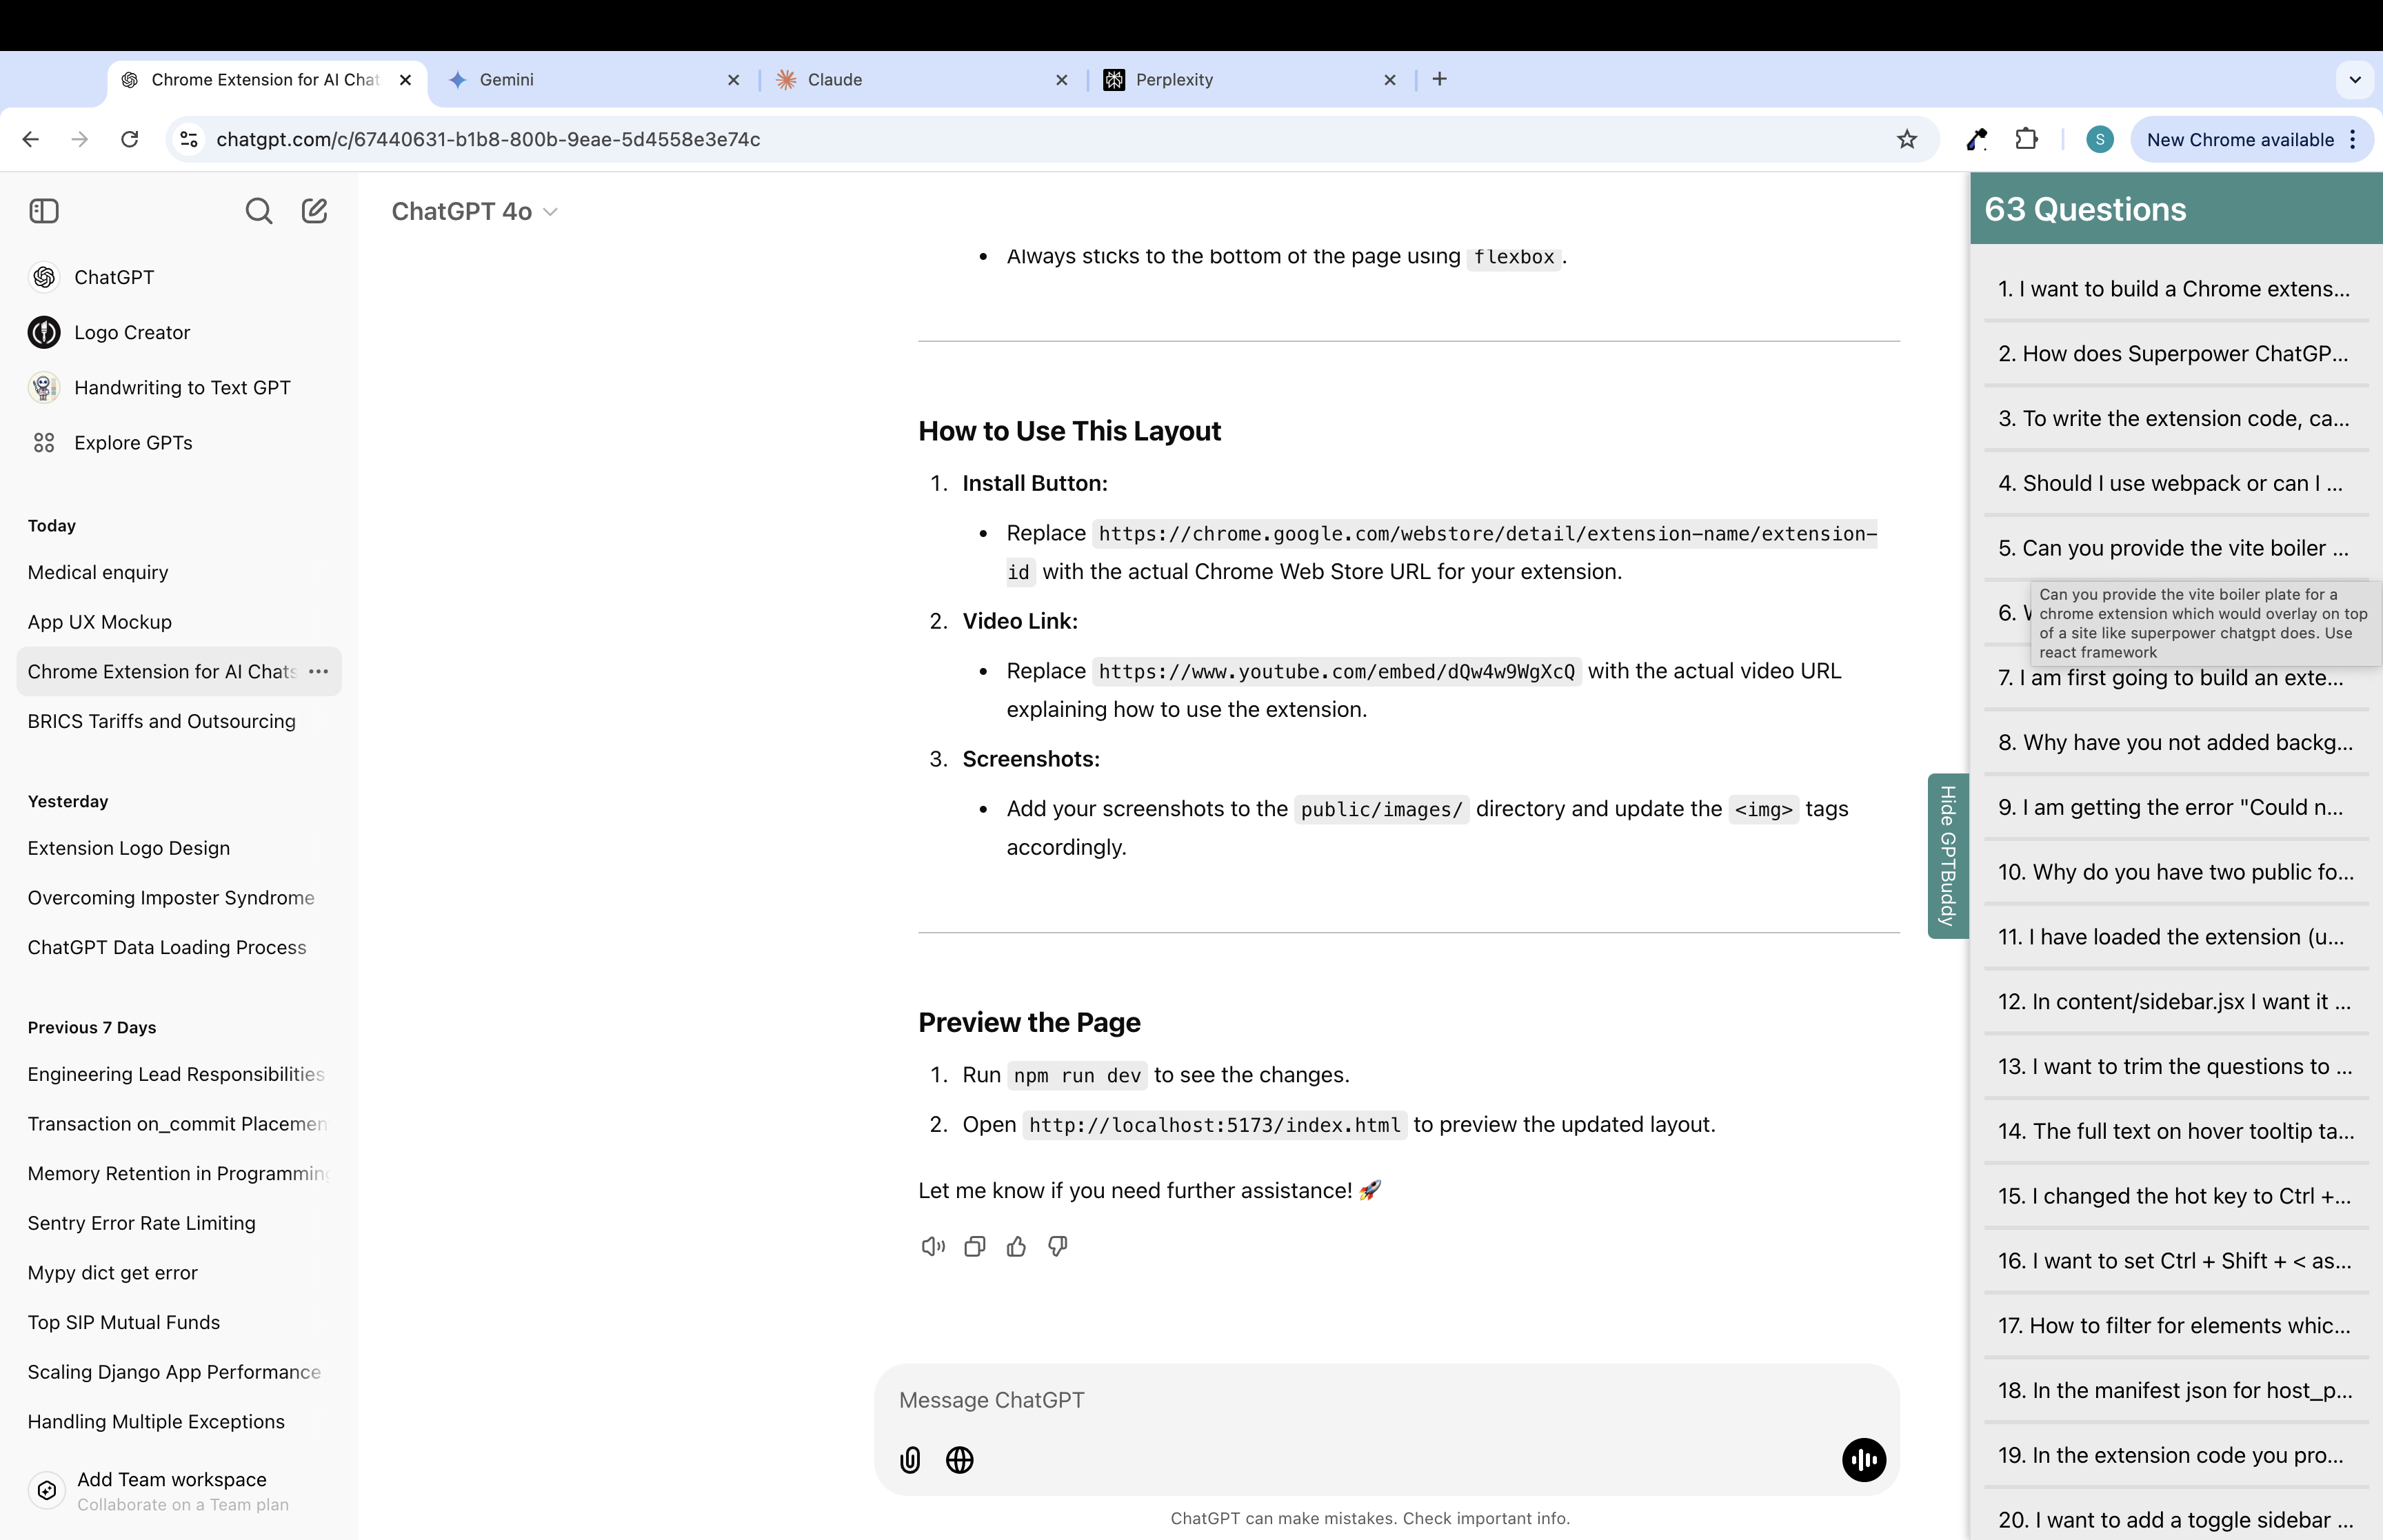 Chrome Extension for AI Chat
Gemini
Claude
Perplexity
chatgpt.com/c/67440631-b1b8-800b-9eae-5d4558e3e74c
S
New Chrome available
ChatGPT
Logo Creator
Handwriting to Text GPT
Explore GPTs
Today
Medical enquiry
App UX Mockup
Chrome Extension for AI Chats
BRICS Tariffs and Outsourcing
Yesterday
Extension Logo Design
Overcoming Imposter Syndrome
ChatGPT Data Loading Process
Previous 7 Days
Engineering Lead Responsibilities
Transaction on_commit Placemen
Memory Retention in Programming
Sentry Error Rate Limiting
Mypy dict get error
Top SIP Mutual Funds
Scaling Django App Performance
Handling Multiple Exceptions
Add Team workspace
Collaborate on a Team plan
ChatGPT 4o
• Always sticks to the bottom of the page using flexbox.
How to Use This Layout
1. Install Button:
• Replace https://chrome.google.com/webstore/detail/extension-name/extension-
id with the actual Chrome Web Store URL for your extension.
2. Video Link:
• Replace https://www.youtube.com/embed/dQw4w9WgXcQ with the actual video URL
explaining how to use the extension.
3. Screenshots:
• Add your screenshots to the public/images/ directory and update the <img> tags
accordingly.
Preview the Page
1. Run npm run dev to see the changes.
2. Open http://localhost:5173/index.html to preview the updated layout.
Let me know if you need further assistance! 🚀
Message ChatGPT
ChatGPT can make mistakes. Check important info.
Hide GPTBuddy
63 Questions
1. I want to build a Chrome extens...
2. How does Superpower ChatGP...
3. To write the extension code, ca...
4. Should I use webpack or can I ...
5. Can you provide the vite boiler ...
Can you provide the vite boiler plate for a
chrome extension which would overlay on top
of a site like superpower chatgpt does. Use
react framework
6.
7. I am first going to build an exte...
8. Why have you not added backg...
9. I am getting the error "Could n...
10. Why do you have two public fo...
11. I have loaded the extension (u...
12. In content/sidebar.jsx I want it ...
13. I want to trim the questions to ...
14. The full text on hover tooltip ta...
15. I changed the hot key to Ctrl +...
16. I want to set Ctrl + Shift + < as...
17. How to filter for elements whic...
18. In the manifest json for host_p...
19. In the extension code you pro...
20. I want to add a toggle sidebar ...